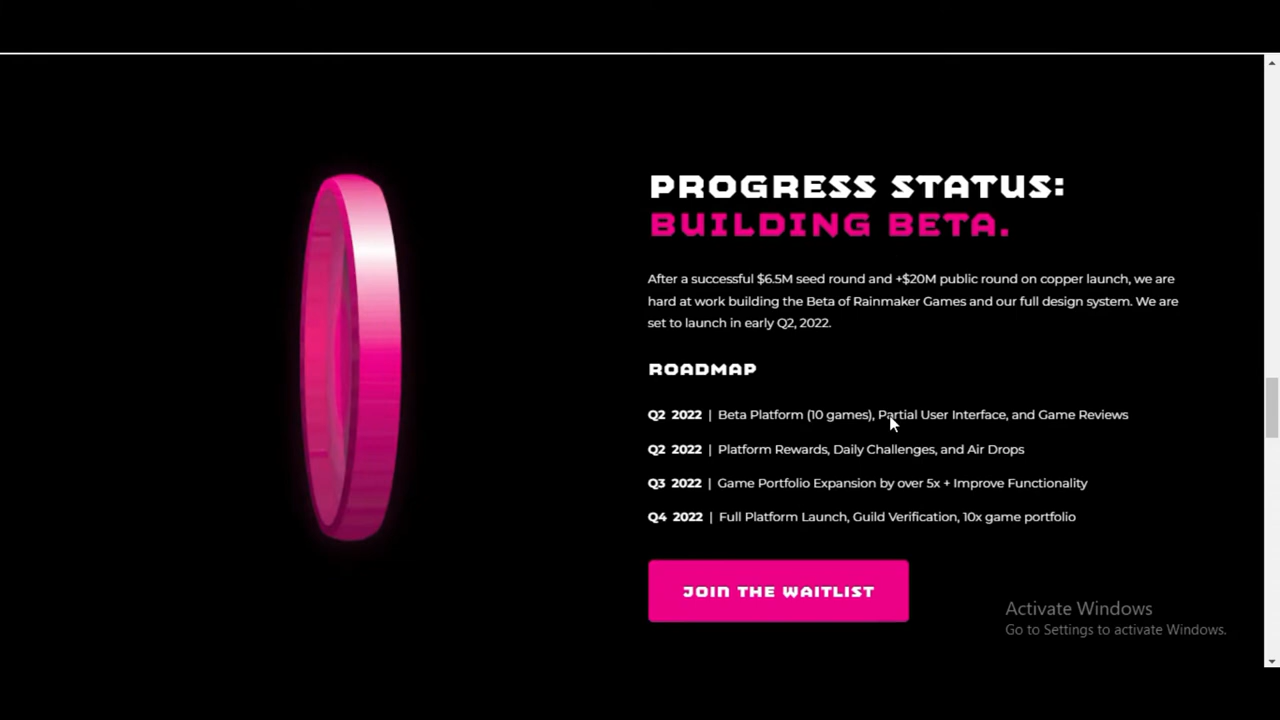 PROGRESS STATUS:
BUILDING BETA.
After a successful $6.5M seed round and +$20M public round on copper launch, we are
hard at work building the Beta of Rainmaker Games and our full design system. We are
set to launch in early Q2, 2022.
ROADMAP
Q2 2022 | Beta Platform (10 games), Partial User Interface, and Game Reviews
Q2 2022 | Platform Rewards, Daily Challenges, and Air Drops
Q3 2022 | Game Portfolio Expansion by over 5x + Improve Functionality
Q4 2022 | Full Platform Launch, Guild Verification, 10x game portfolio
JOIN THE WAITLIST
Activate Windows
Go to Settings to activate Windows.